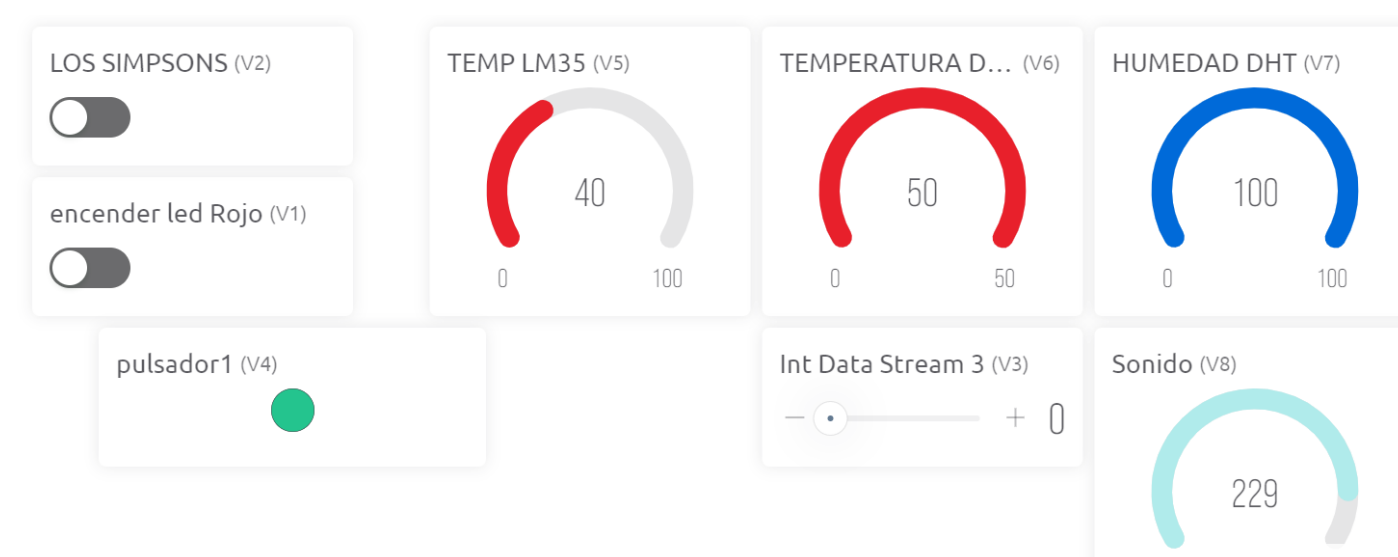 LOS SIMPSONS (V2)
encender led Rojo (V1)
pulsador1 (V4)
TEMP LM35 (V5)
40
0 100
TEMPERATURA D... (V6)
50
0 50
HUMEDAD DHT (V7)
100
0 100
Int Data Stream 3 (V3)
0
Sonido (V8)
229